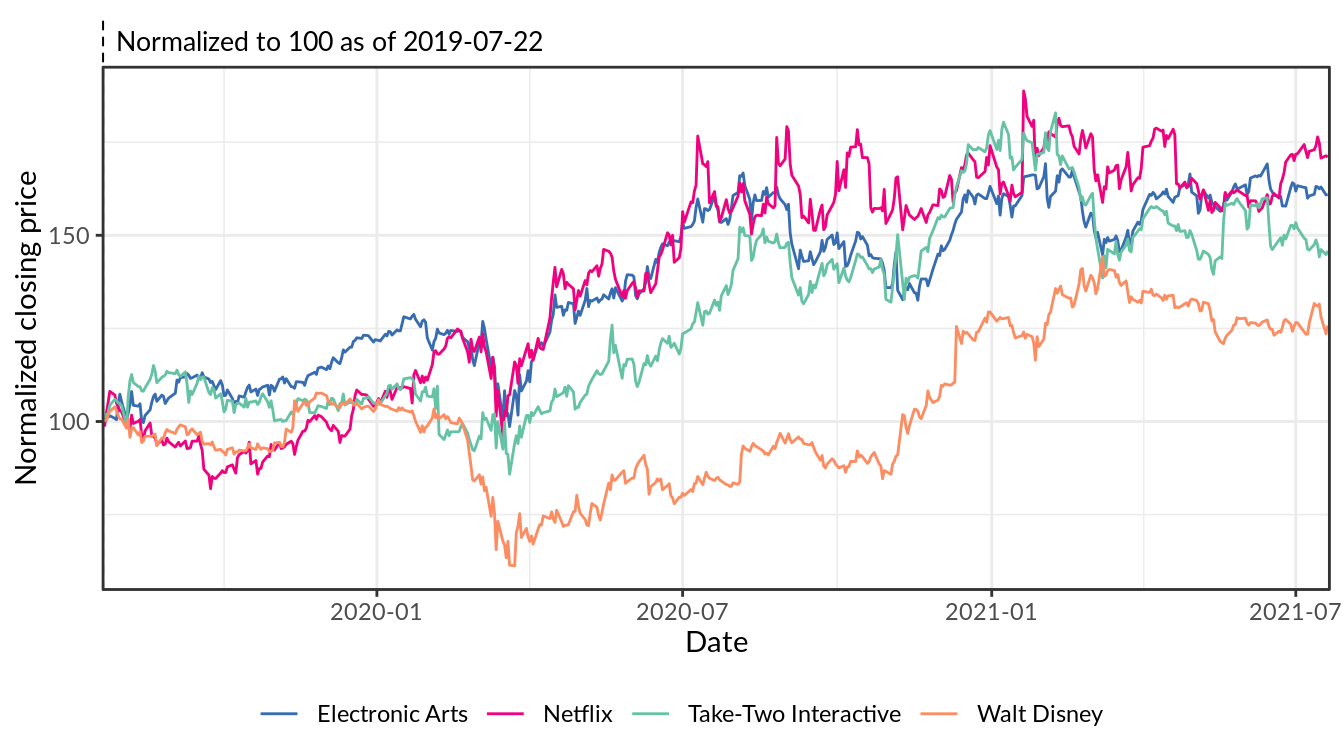 Normalized to 100 as of 2019-07-22
Normalized closing price
150
100
2020-01
2020-07
2021-01
2021-07
Date
Electronic Arts
Netflix
Take-Two Interactive
Walt Disney